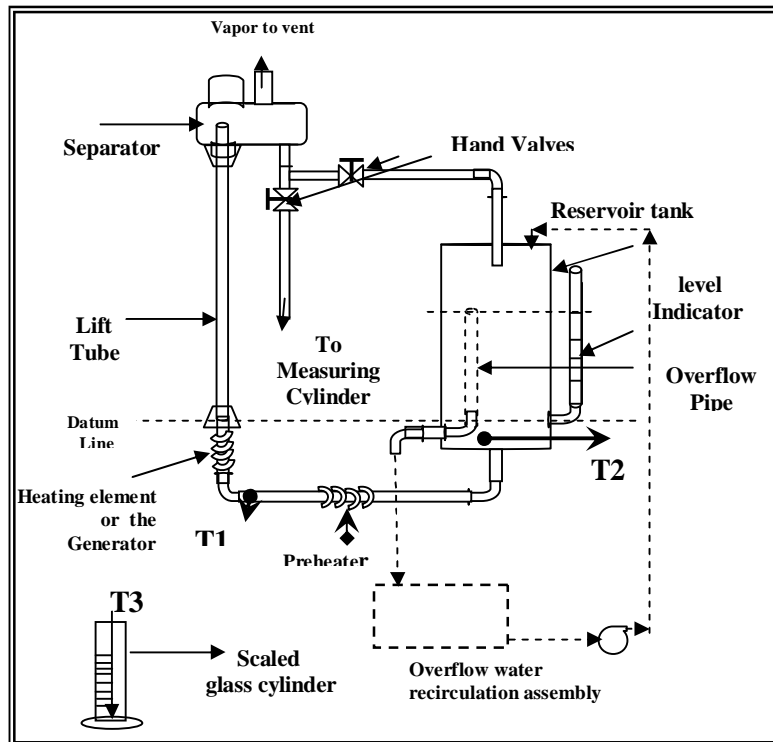 Vapor to vent
Separator
Hand Valves
Reservoir tank
level
Indicator
Lift
Tube
To
Measuring
Cylinder
Overflow
Pipe
Datum
Line
T2
Heating element
or the
Generator
T1
Preheater
T3
Scaled
glass cylinder
Overflow water
recirculation assembly